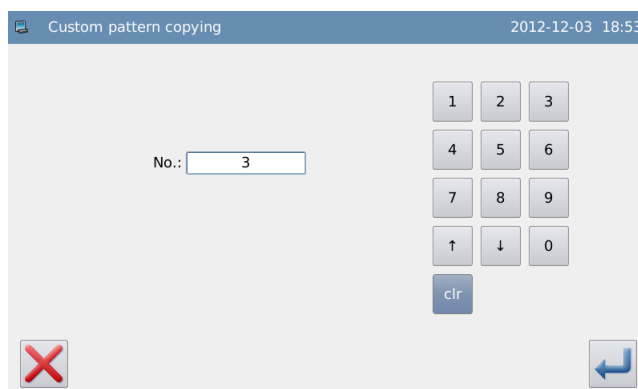 Custom pattern copying 2012-12-03 18:53
1 2 3
4 5 6
No.: 3
7 8 9
↑ ↓ 0
clr